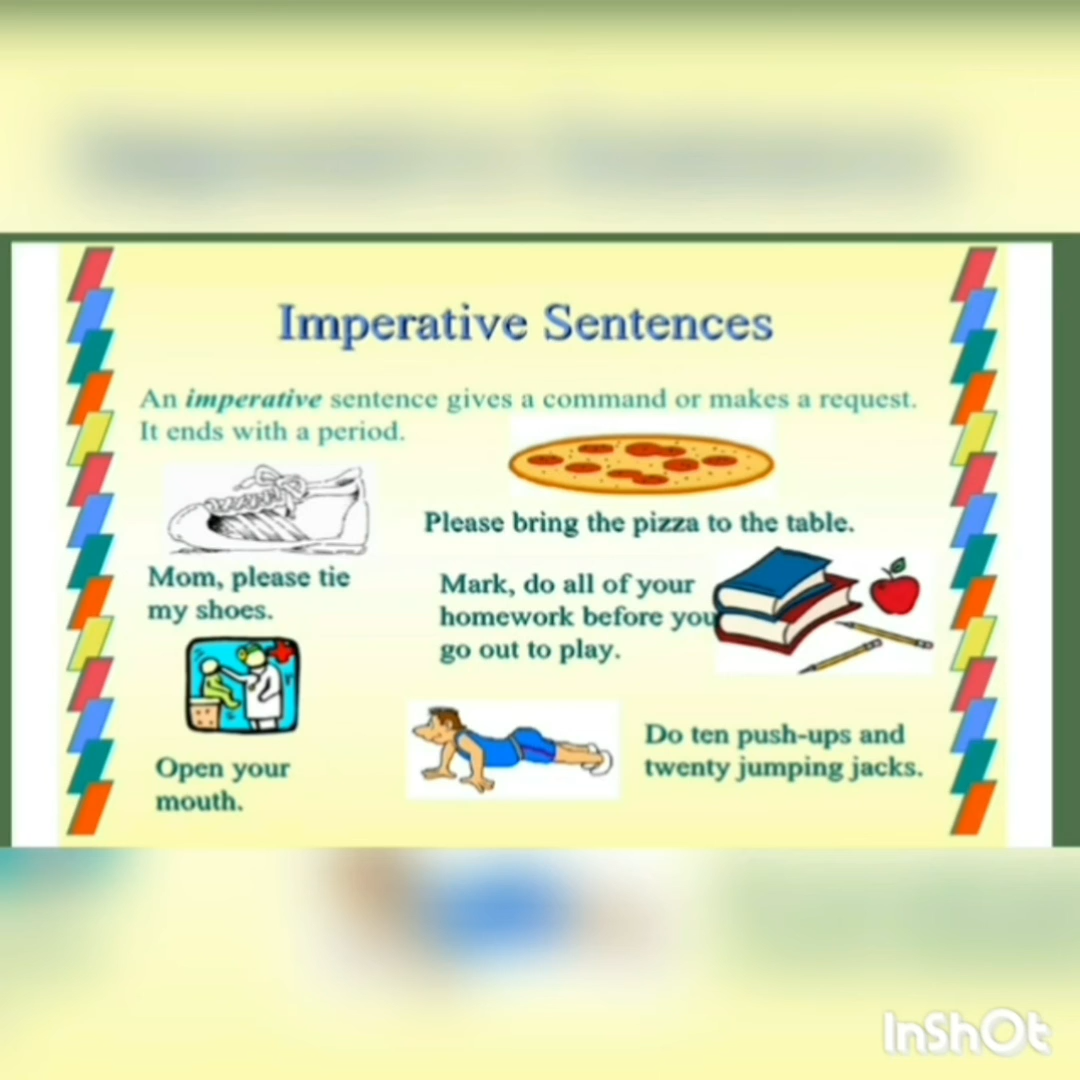 Imperative Sentences
An imperative sentence gives a command or makes a request.
It ends with a period.
Please bring the pizza to the table.
Mom, please tie
my shoes.
Mark, do all of your
homework before you
go out to play.
Open your
mouth.
Do ten push-ups and
twenty jumping jacks.
InShOt